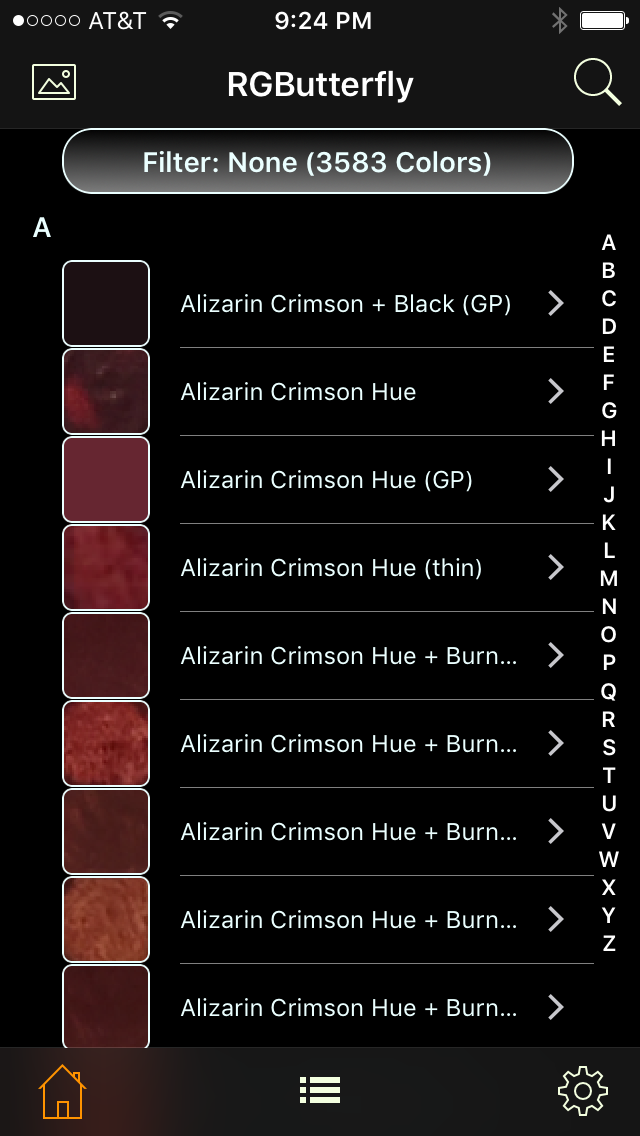 AT&T 9:24 PM
RGButterfly
Filter: None (3583 Colors)
A
Alizarin Crimson + Black (GP)
Alizarin Crimson Hue
Alizarin Crimson Hue (GP)
Alizarin Crimson Hue (thin)
Alizarin Crimson Hue + Burn...
Alizarin Crimson Hue + Burn...
Alizarin Crimson Hue + Burn...
Alizarin Crimson Hue + Burn...
Alizarin Crimson Hue + Burn...
A
B
C
D
E
F
G
H
I
J
K
L
M
N
O
P
Q
R
S
T
U
V
W
X
Y
Z